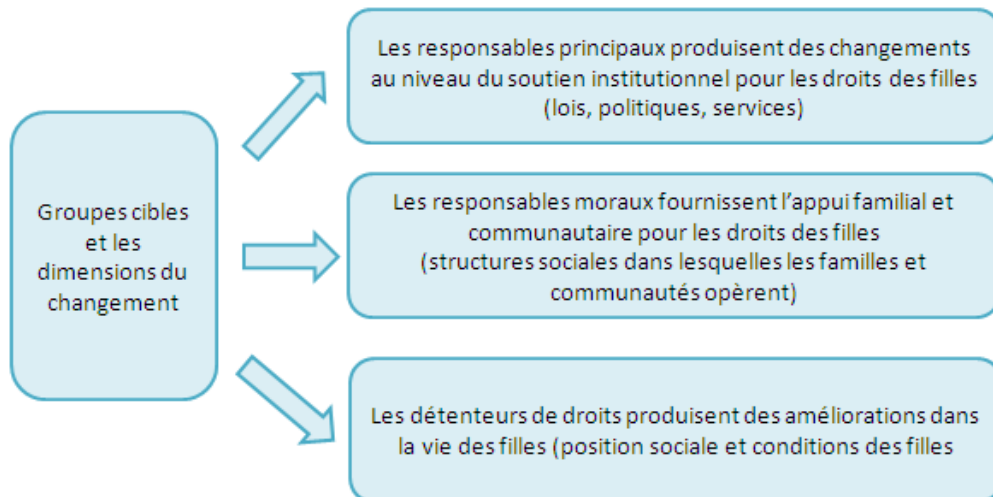 Les responsables principaux produisent des changements
au niveau du soutien institutionnel pour les droits des filles
(lois, politiques, services)
Groupes cibles
et les
dimensions du
changement
Les responsables moraux fournissent l’appui familial et
communautaire pour les droits des filles
(structures sociales dans lesquelles les familles et
communautés opèrent)
Les détenteurs de droits produisent des améliorations dans
la vie des filles (position sociale et conditions des filles